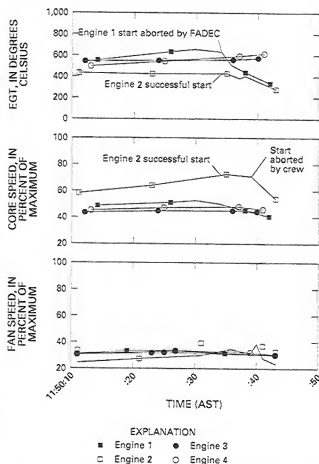 EGT, IN DEGREES
CELSIUS
1,000
800
600
400
200
0
Engine 1 start aborted by FADEC
Engine 2 successful start
CORE SPEED, IN
PERCENT OF
MAXIMUM
100
80
60
40
20
Engine 2 successful start
Start
aborted
by crew
FAN SPEED, IN
PERCENT OF
MAXIMUM
100
80
60
40
20
11:50:10
:20
:30
:40
:50
TIME (AST)
EXPLANATION
Engine 1
Engine 3
Engine 2
Engine 4